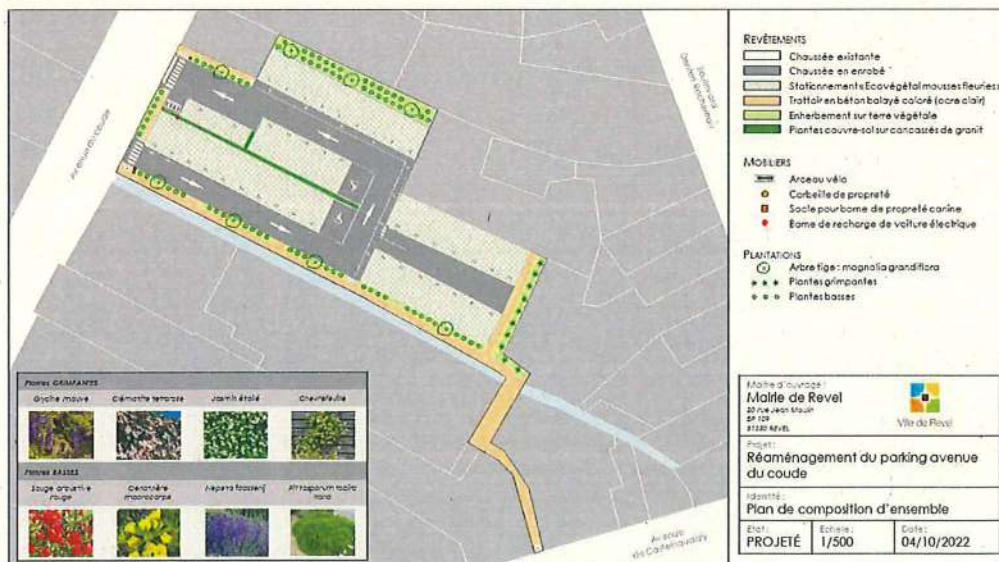 REVÊTEMENTS
Chaussée existante
Chaussée en enrobé
Stationnements Ecovégétal mousses fleuries
Trottoir en béton balayé coloré (ocre clair)
Enherbement sur terre végétale
Plantes couvre-sol sur concassés de granit
MOBILIERS
Arceau vélo
Corbeille de propreté
Socle pour borne de propreté canine
Borne de recharge de voiture électrique
PLANTATIONS
Arbre tige : magnolia grandiflora
Plantes grimpantes
Plantes basses
Avenue du coude
Boulevard
Avenue
de Castelnaudary
Plantes GRIMPANTES
Glycine mauve Clématite Jasmin étoilé Chèvrefeuille
Plantes BASSES
Sauge arbustive Nepeta faassenii Pittosporum tobira
rouge macrocarpa nana
Maître d'ouvrage :
Mairie de Revel
20 rue Jean Moulin
BP 109
31250 REVEL
Ville de Revel
Projet :
Réaménagement du parking avenue
du coude
Identité :
Plan de composition d'ensemble
Etat : Echelle : Date :
PROJETÉ 1/500 04/10/2022